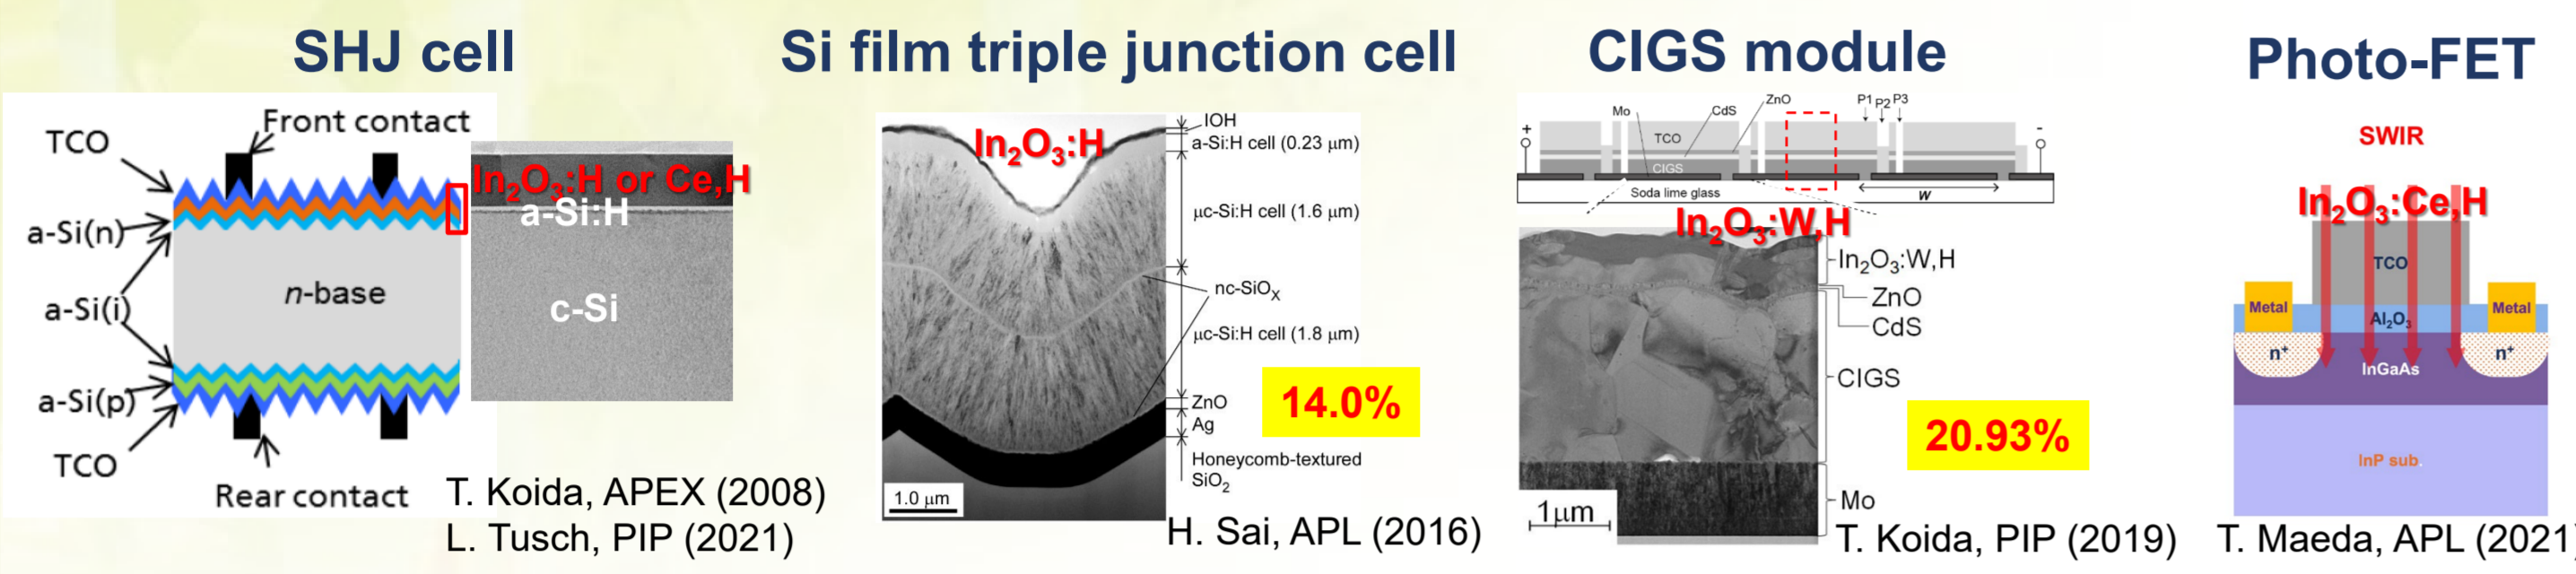 SHJ cell
TCO
Front contact
a-Si(n)
a-Si(i)
n-base
a-Si(p)
TCO
Rear contact
In₂O₃:H or Ce,H
a-Si:H
c-Si
T. Koida, APEX (2008)
L. Tusch, PIP (2021)
Si film triple junction cell
In₂O₃:H
IOH
a-Si:H cell (0.23 μm)
μc-Si:H cell (1.6 μm)
nc-SiOX
μc-Si:H cell (1.8 μm)
ZnO
Ag
Honeycomb-textured
SiO₂
1.0 μm
14.0%
H. Sai, APL (2016)
CIGS module
Mo
CdS
ZnO
P1 P2 P3
+
-
TCO
CIGS
Soda lime glass
W
In₂O₃:W,H
In₂O₃:W,H
ZnO
CdS
CIGS
Mo
1μm
20.93%
T. Koida, PIP (2019)
Photo-FET
SWIR
In₂O₃:Ce,H
TCO
Metal
Metal
Al₂O₃
n⁺
n⁺
InGaAs
InP sub.
T. Maeda, APL (2021)